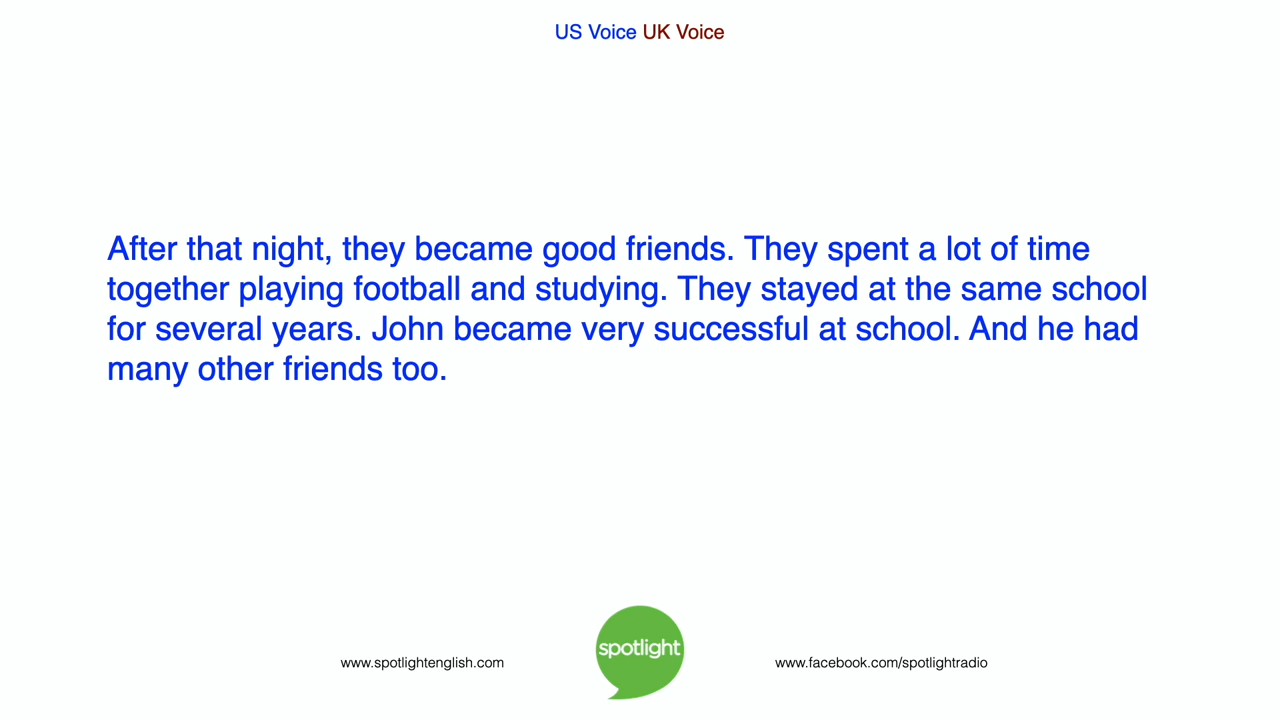 US Voice UK Voice
After that night, they became good friends. They spent a lot of time
together playing football and studying. They stayed at the same school
for several years. John became very successful at school. And he had
many other friends too.
spotlight
www.spotlightenglish.com
www.facebook.com/spotlightradio